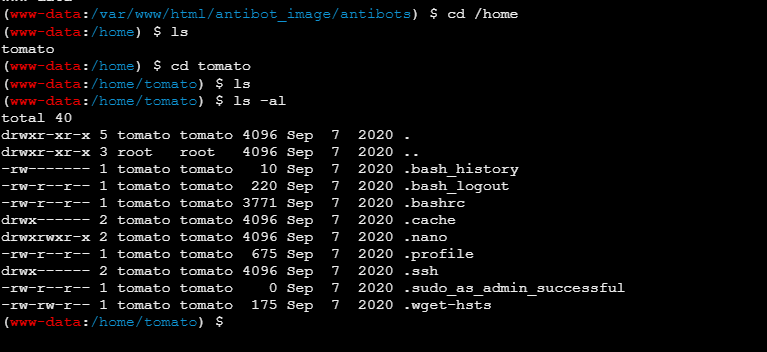 (www-data:/var/www/html/antibot_image/antibots) $ cd /home
(www-data:/home) $ ls
tomato
(www-data:/home) $ cd tomato
(www-data:/home/tomato) $ ls
(www-data:/home/tomato) $ ls -al
total 40
drwxr-xr-x 5 tomato tomato 4096 Sep  7  2020 .
drwxr-xr-x 3 root   root   4096 Sep  7  2020 ..
-rw------- 1 tomato tomato   10 Sep  7  2020 .bash_history
-rw-r--r-- 1 tomato tomato  220 Sep  7  2020 .bash_logout
-rw-r--r-- 1 tomato tomato 3771 Sep  7  2020 .bashrc
drwx------ 2 tomato tomato 4096 Sep  7  2020 .cache
drwxrwxr-x 2 tomato tomato 4096 Sep  7  2020 .nano
-rw-r--r-- 1 tomato tomato  675 Sep  7  2020 .profile
drwx------ 2 tomato tomato 4096 Sep  7  2020 .ssh
-rw-r--r-- 1 tomato tomato    0 Sep  7  2020 .sudo_as_admin_successful
-rw-rw-r-- 1 tomato tomato  175 Sep  7  2020 .wget-hsts
(www-data:/home/tomato) $